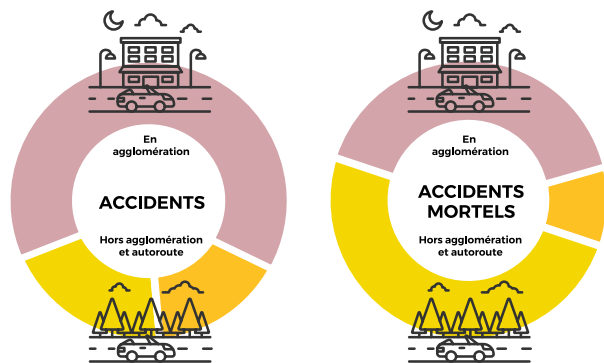 En
agglomération
ACCIDENTS
Hors agglomération
et autoroute
En
agglomération
ACCIDENTS
MORTELS
Hors agglomération
et autoroute